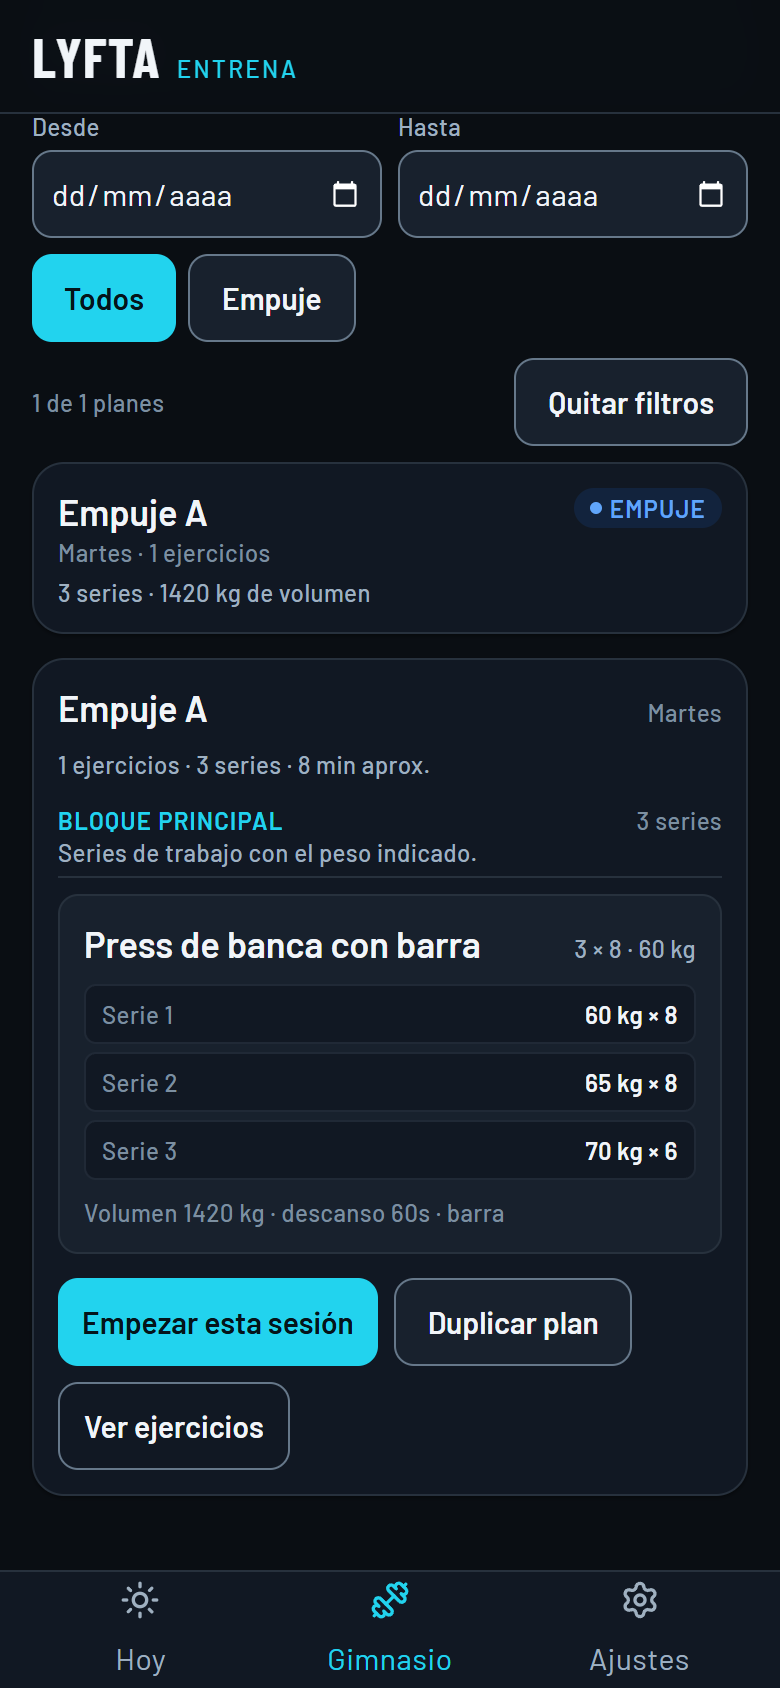 LYFTA ENTRENA
Desde Hasta
dd/mm/aaaa dd/mm/aaaa
Todos Empuje
1 de 1 planes Quitar filtros
Empuje A EMPUJE
Martes · 1 ejercicios
3 series · 1420 kg de volumen
Empuje A Martes
1 ejercicios · 3 series · 8 min aprox.
BLOQUE PRINCIPAL 3 series
Series de trabajo con el peso indicado.
Press de banca con barra 3 × 8 · 60 kg
Serie 1 60 kg × 8
Serie 2 65 kg × 8
Serie 3 70 kg × 6
Volumen 1420 kg · descanso 60s · barra
Empezar esta sesión Duplicar plan
Ver ejercicios
Hoy Gimnasio Ajustes